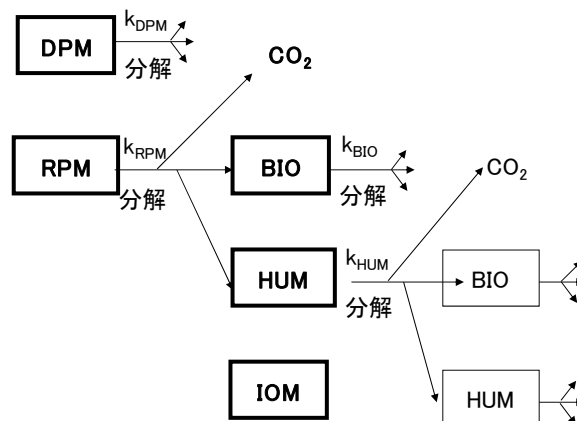 k_DPM
DPM
分解
CO₂
k_RPM
RPM
分解
BIO
k_BIO
分解
CO₂
k_HUM
HUM
分解
BIO
IOM
HUM